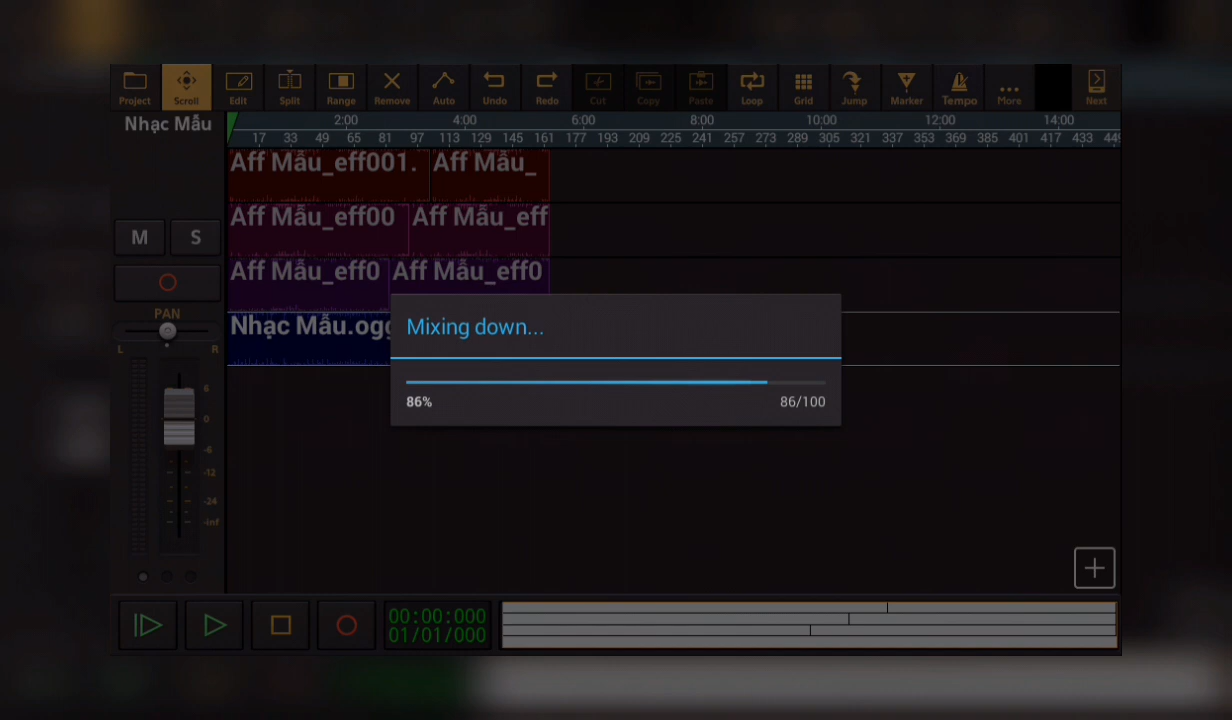 Project Scroll Edit Split Range Remove Auto Undo Redo Cut Copy Paste Loop Grid Jump Marker Tempo More Next
Nhạc Mẫu
2:00 4:00 6:00 8:00 10:00 12:00 14:00
17 33 49 65 81 97 113 129 145 161 177 193 209 225 241 257 273 289 305 321 337 353 369 385 401 417 433 449
Aff Mẫu_eff001. Aff Mẫu_
Aff Mẫu_eff00 Aff Mẫu_eff
M S
Aff Mẫu_eff0 Aff Mẫu_eff0
PAN
L R
Nhạc Mẫu.ogg
Mixing down...
86% 86/100
6
0
-6
-12
-24
-inf
00:00:000
01/01/000